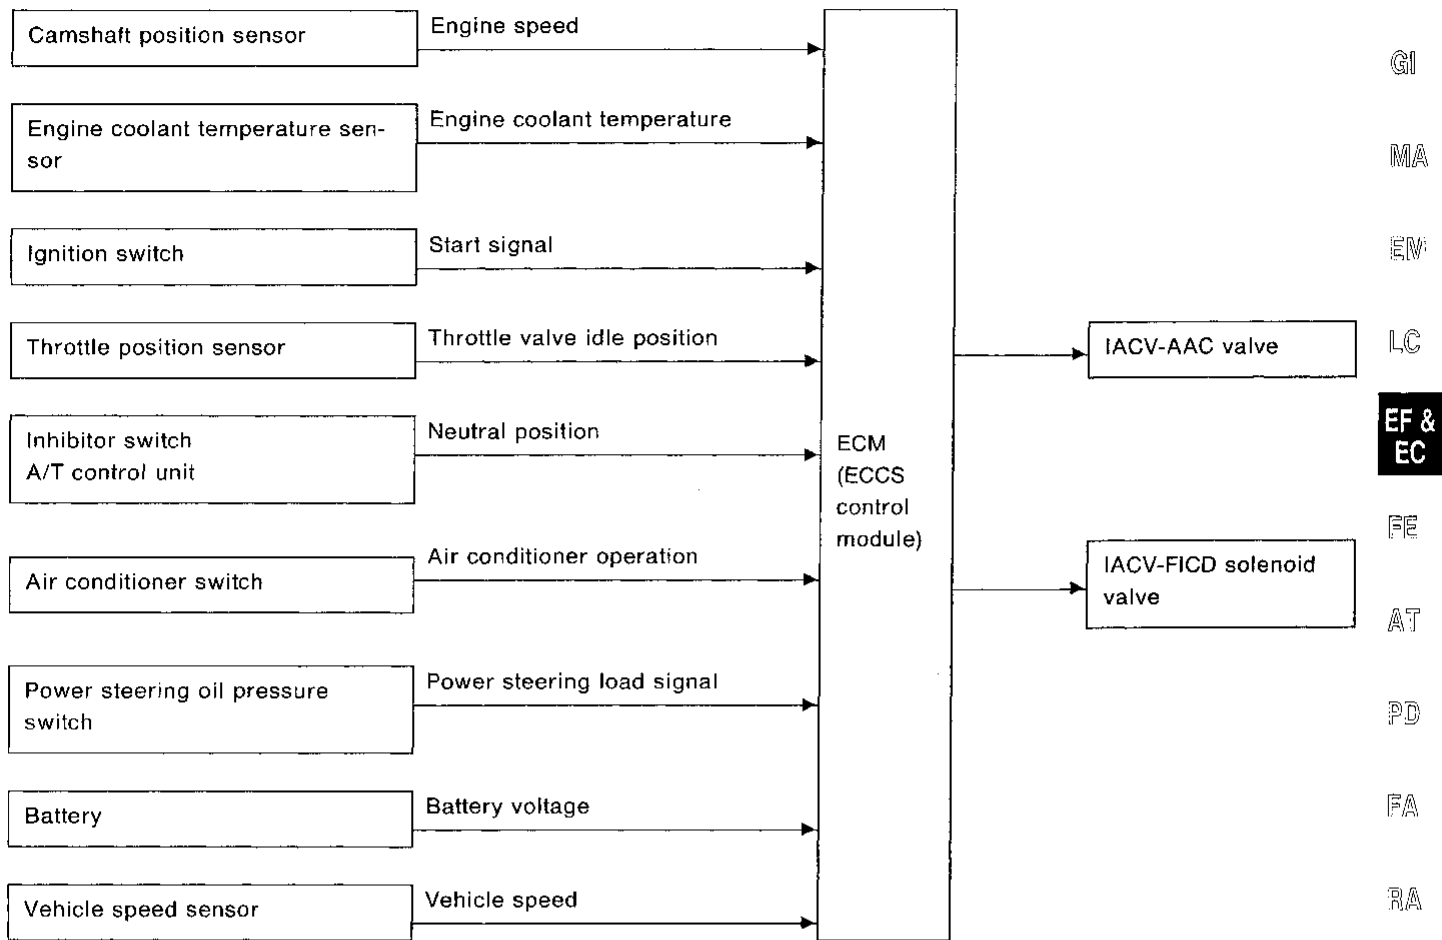 Camshaft position sensor
Engine speed
Engine coolant temperature sen-
sor
Engine coolant temperature
Ignition switch
Start signal
Throttle position sensor
Throttle valve idle position
Inhibitor switch
A/T control unit
Neutral position
Air conditioner switch
Air conditioner operation
Power steering oil pressure
switch
Power steering load signal
Battery
Battery voltage
Vehicle speed sensor
Vehicle speed
ECM
(ECCS
control
module)
IACV-AAC valve
IACV-FICD solenoid
valve
GI
MA
EM
LC
EF &
EC
FE
AT
PD
FA
RA